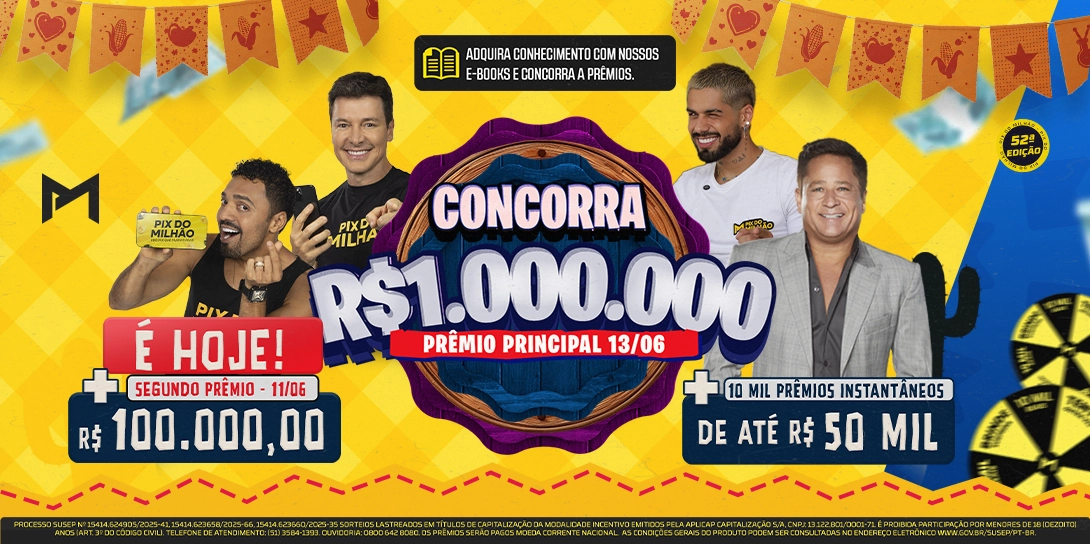 ADQUIRA CONHECIMENTO COM NOSSOS
E-BOOKS E CONCORRA A PRÊMIOS.
52ª
EDIÇÃO
PIX DO
MILHÃO
PIX DO
MILHÃO
CONCORRA
R$1.000.000
PRÊMIO PRINCIPAL 13/06
É HOJE!
+ SEGUNDO PRÊMIO - 11/06
R$ 100.000,00
+ 10 MIL PRÊMIOS INSTANTÂNEOS
DE ATÉ R$ 50 MIL
PROCESSO SUSEP Nº 15414.624905/2025-41, 15414.623658/2025-66, 15414.623660/2025-35 SORTEIOS LASTREADOS EM TÍTULOS DE CAPITALIZAÇÃO DA MODALIDADE INCENTIVO EMITIDOS PELA APLICAP CAPITALIZAÇÃO S/A, CNPJ: 13.122.801/0001-71. É PROIBIDA PARTICIPAÇÃO POR MENORES DE 18 (DEZOITO)
ANOS (ART. 3º DO CÓDIGO CIVIL). TELEFONE DE ATENDIMENTO: (51) 3584-1393. OUVIDORIA: 0800 642 8080. OS PRÊMIOS SERÃO PAGOS MOEDA CORRENTE NACIONAL. AS CONDIÇÕES GERAIS DO PRODUTO PODEM SER CONSULTADAS NO ENDEREÇO ELETRÔNICO WWW.GOV.BR/SUSEP/PT-BR.